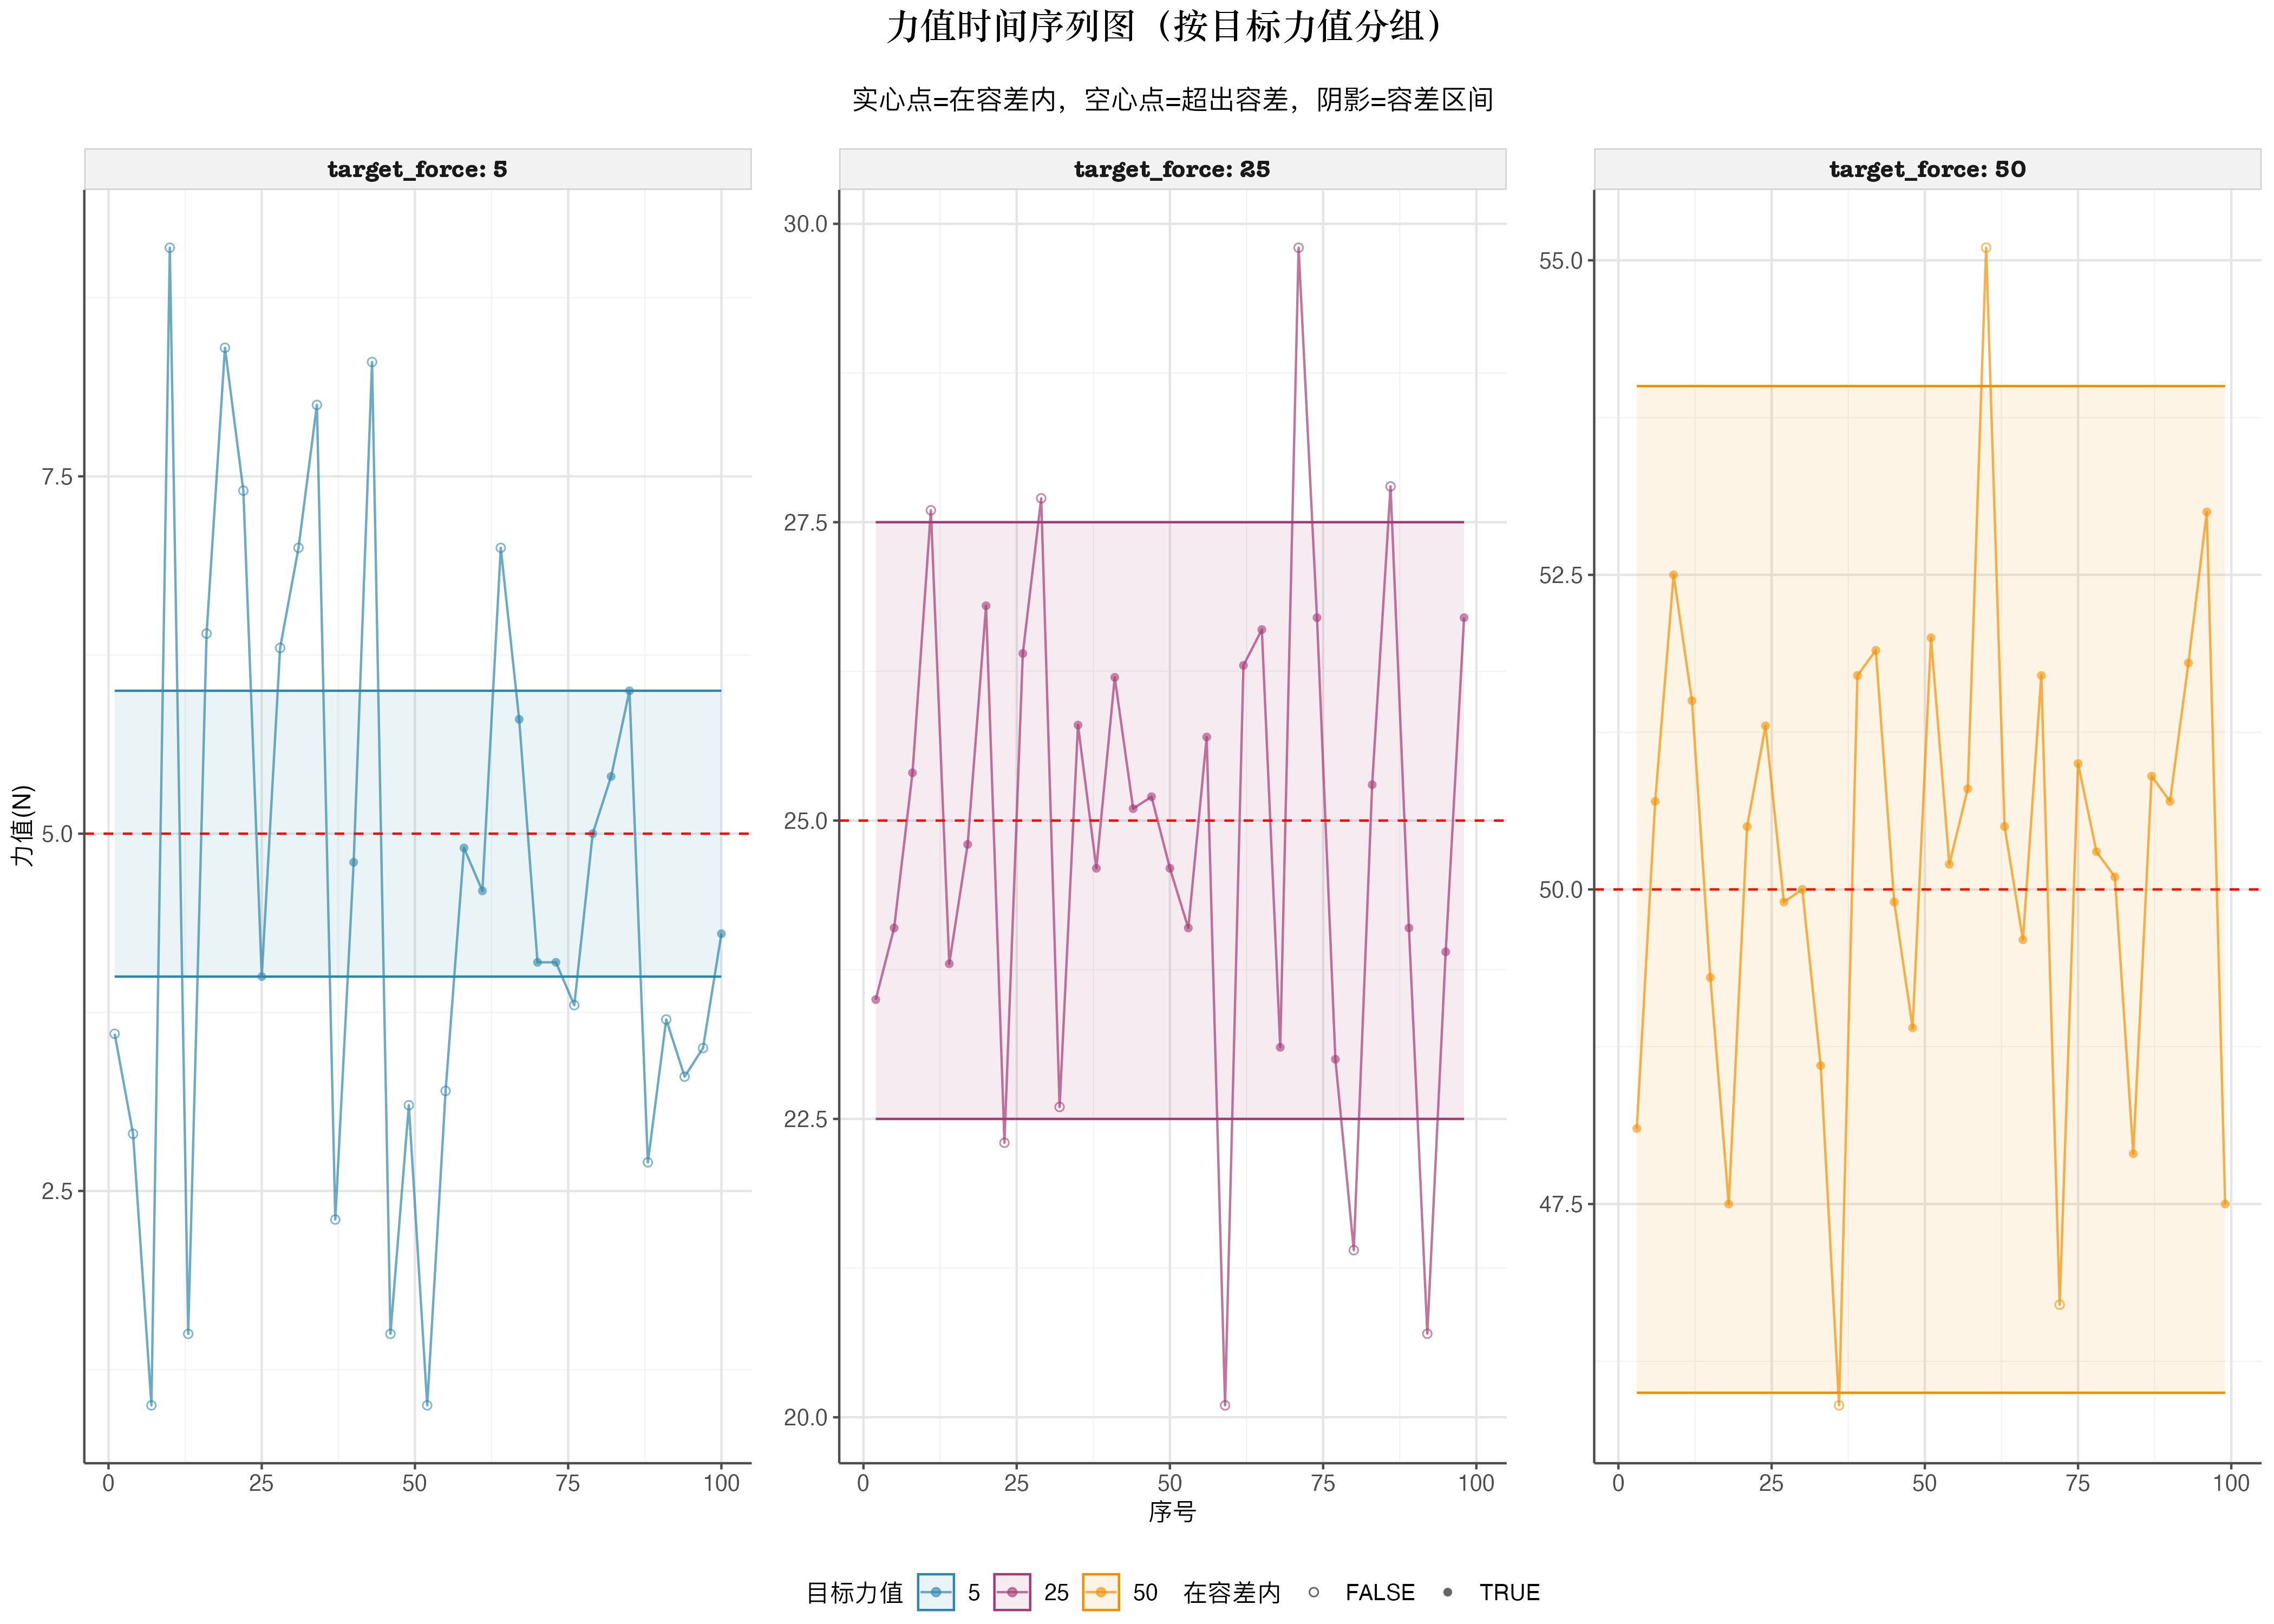 力值时间序列图（按目标力值分组）
实心点=在容差内，空心点=超出容差，阴影=容差区间
target_force: 5
target_force: 25
target_force: 50
力值(N)
7.5
5.0
2.5
30.0
27.5
25.0
22.5
20.0
55.0
52.5
50.0
47.5
0 25 50 75 100
0 25 50 75 100
0 25 50 75 100
序号
目标力值 5 25 50 在容差内 FALSE TRUE